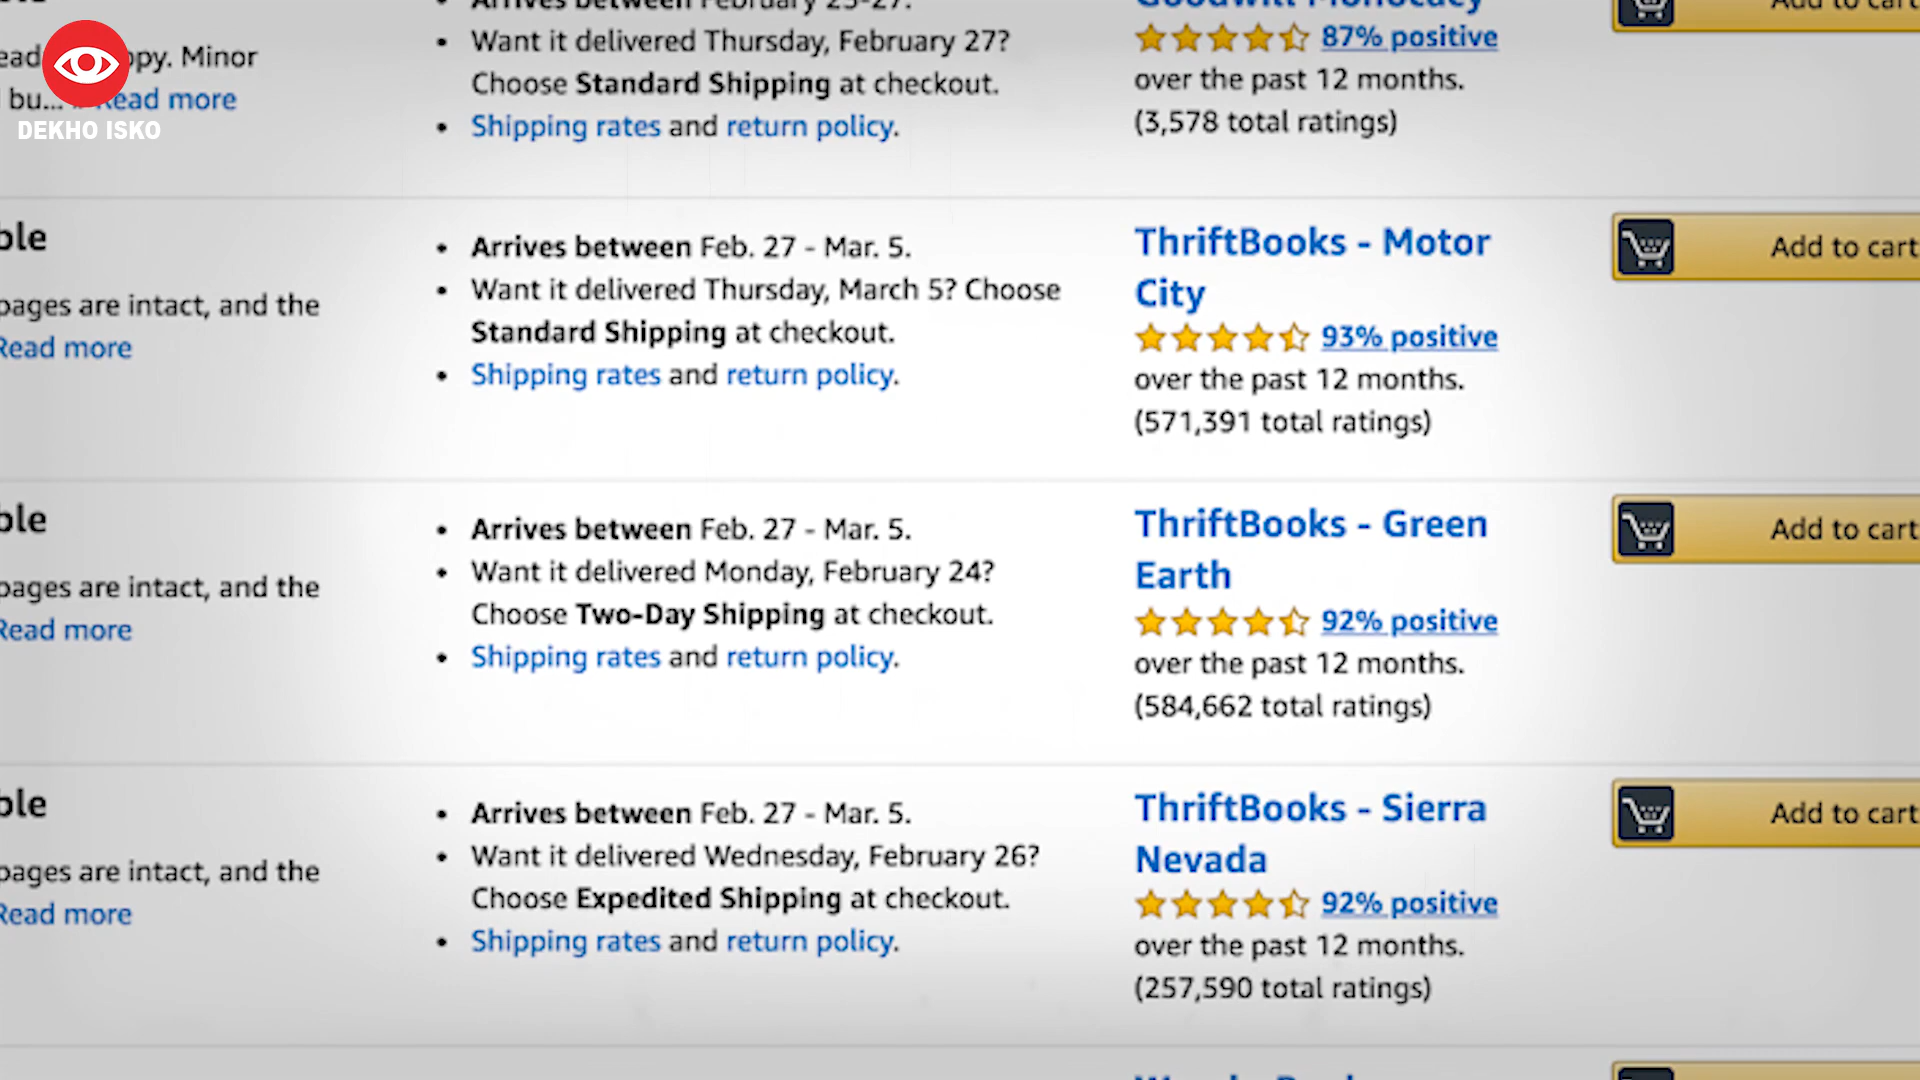 Arrives between February 25-27.
Goodwill Monocacy
Add to cart
opy. Minor
bu... Read more
DEKHO ISKO
• Want it delivered Thursday, February 27?
Choose Standard Shipping at checkout.
• Shipping rates and return policy.
87% positive
over the past 12 months.
(3,578 total ratings)
ble
pages are intact, and the
Read more
• Arrives between Feb. 27 - Mar. 5.
• Want it delivered Thursday, March 5? Choose
Standard Shipping at checkout.
• Shipping rates and return policy.
ThriftBooks - Motor
City
93% positive
over the past 12 months.
(571,391 total ratings)
Add to cart
ble
pages are intact, and the
Read more
• Arrives between Feb. 27 - Mar. 5.
• Want it delivered Monday, February 24?
Choose Two-Day Shipping at checkout.
• Shipping rates and return policy.
ThriftBooks - Green
Earth
92% positive
over the past 12 months.
(584,662 total ratings)
Add to cart
ble
pages are intact, and the
Read more
• Arrives between Feb. 27 - Mar. 5.
• Want it delivered Wednesday, February 26?
Choose Expedited Shipping at checkout.
• Shipping rates and return policy.
ThriftBooks - Sierra
Nevada
92% positive
over the past 12 months.
(257,590 total ratings)
Add to cart